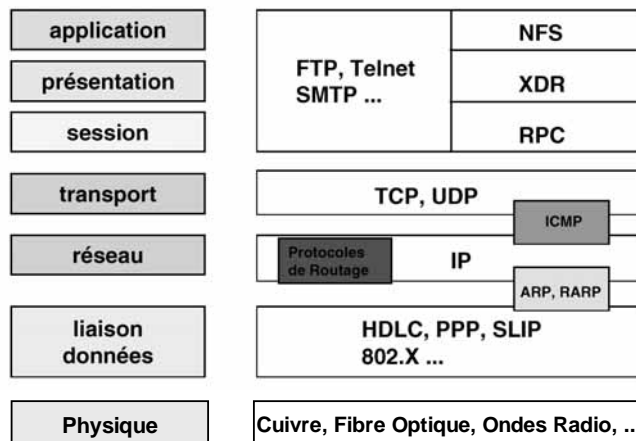 application
présentation
session
transport
réseau
liaison
données
Physique
FTP, Telnet
SMTP ...
NFS
XDR
RPC
TCP, UDP
ICMP
Protocoles
de Routage
IP
ARP, RARP
HDLC, PPP, SLIP
802.X ...
Cuivre, Fibre Optique, Ondes Radio, ..